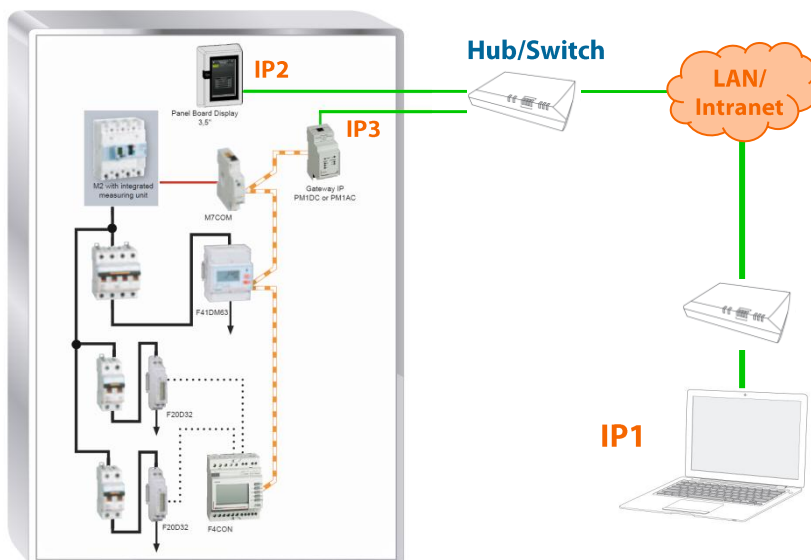 Hub/Switch
IP2
LAN/
Intranet
Panel Board Display
3,5"
IP3
M2 with integrated
measuring unit
Gateway IP
PM1DC or PM1AC
M7COM
F41DM63
F20D32
IP1
F20D32
F4CON